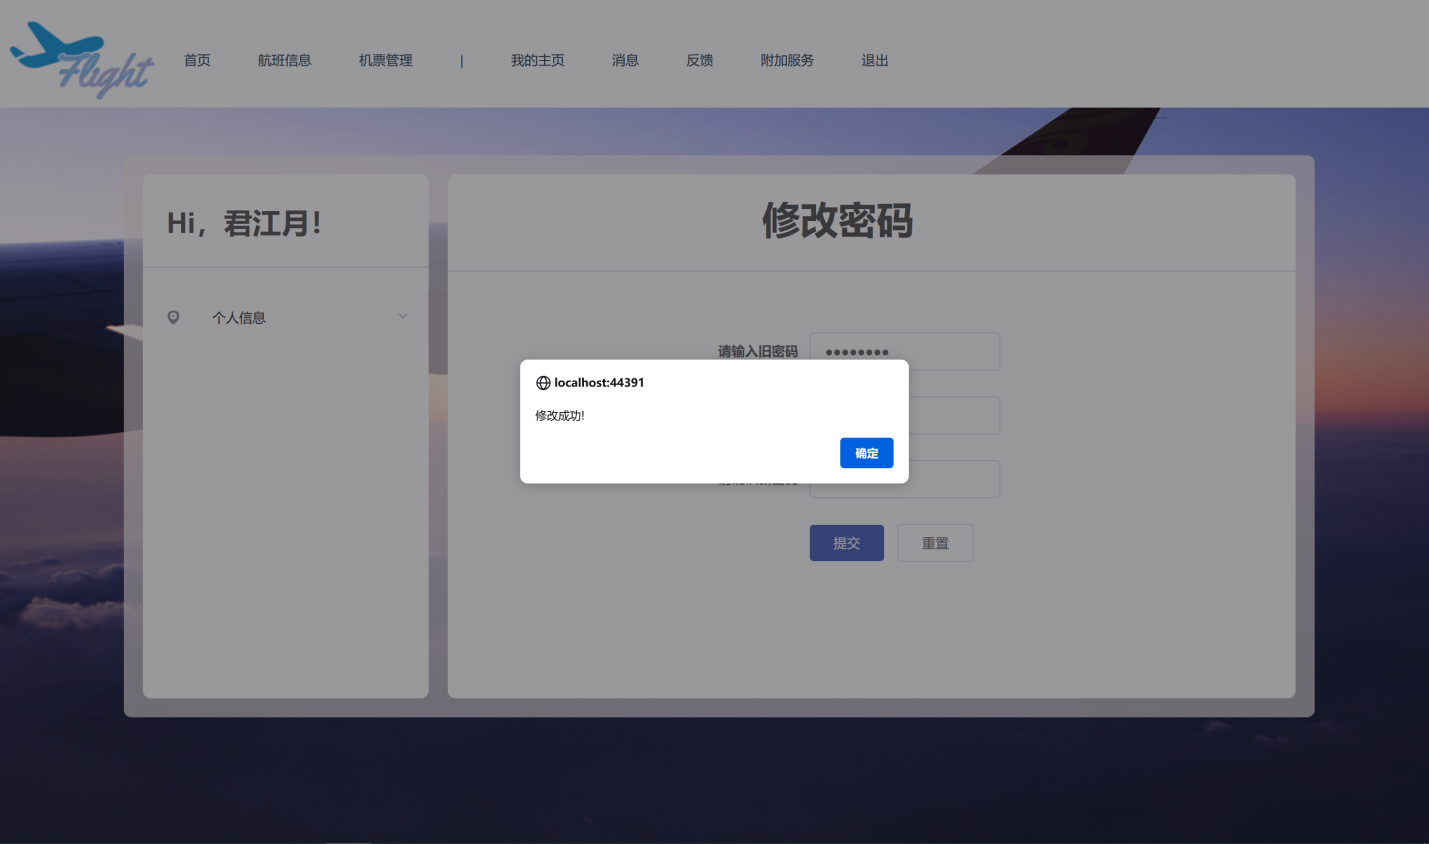 Flight
首页 航班信息 机票管理 | 我的主页 消息 反馈 附加服务 退出
Hi，君江月！
个人信息
修改密码
请输入旧密码 ••••••••
localhost:44391
修改成功!
确定
提交 重置